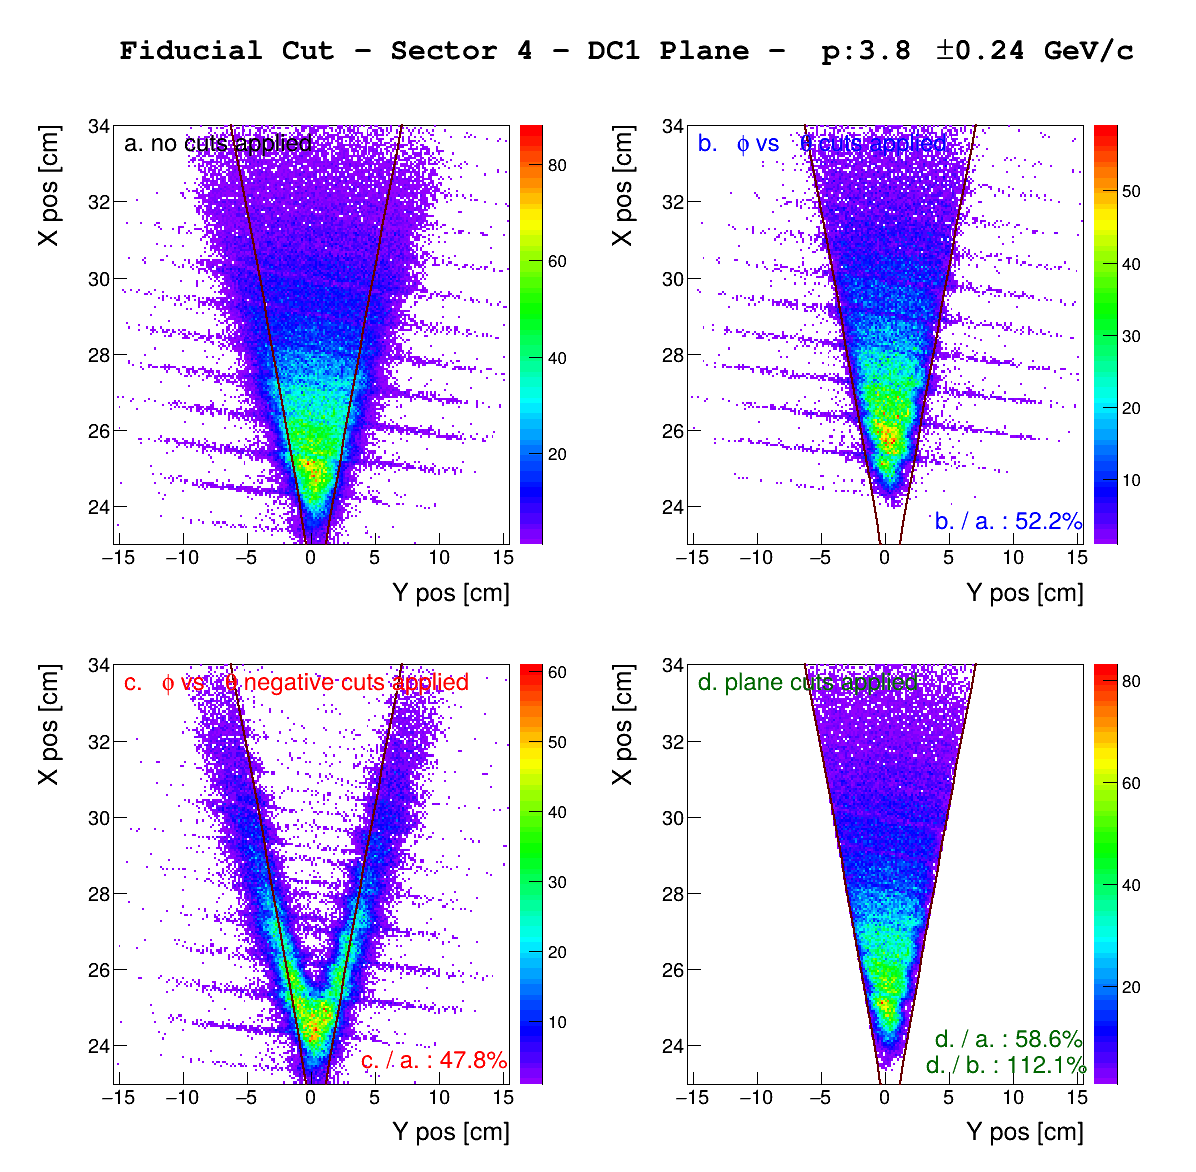 Fiducial Cut − Sector 4 − DC1 Plane − p:3.8 ±0.24 GeV/c
a. no cuts applied
X pos [cm]
34
32
30
28
26
24
−15 −10 −5 0 5 10 15
Y pos [cm]
80
60
40
20
b. ϕ vs θ cuts applied
X pos [cm]
34
32
30
28
26
24
b. / a. : 52.2%
−15 −10 −5 0 5 10 15
Y pos [cm]
50
40
30
20
10
c. ϕ vs θ negative cuts applied
X pos [cm]
34
32
30
28
26
24
c. / a. : 47.8%
−15 −10 −5 0 5 10 15
Y pos [cm]
60
50
40
30
20
10
d. plane cuts applied
X pos [cm]
34
32
30
28
26
24
d. / a. : 58.6%
d. / b. : 112.1%
−15 −10 −5 0 5 10 15
Y pos [cm]
80
60
40
20